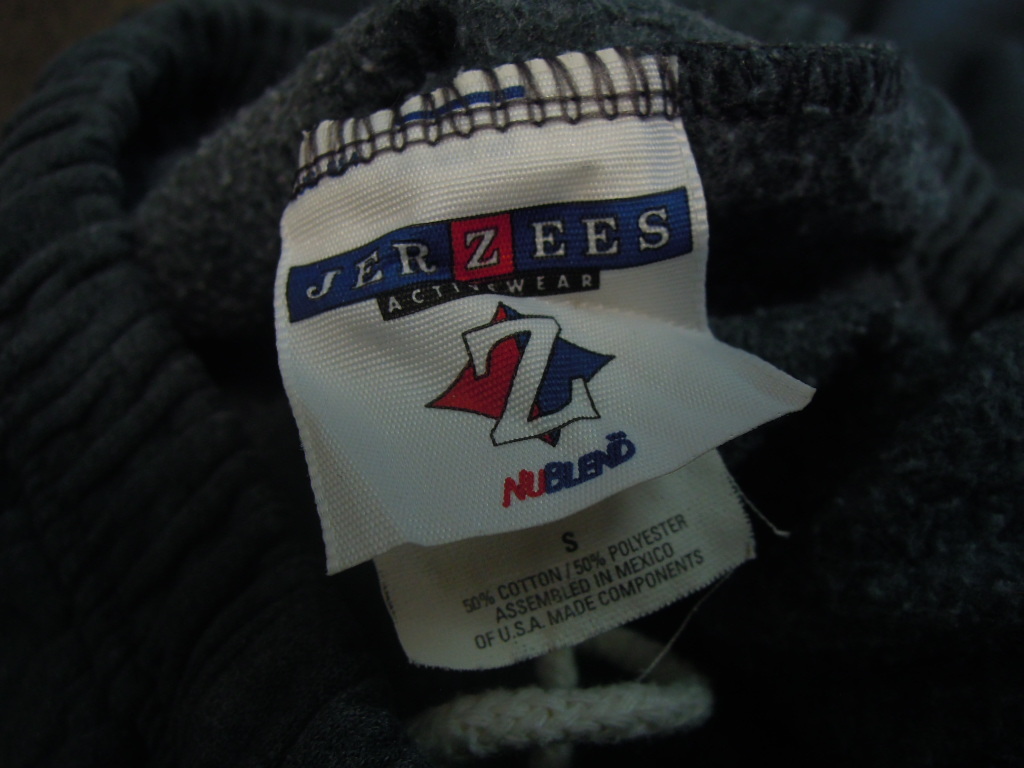 JERZEES
ACTIVEWEAR
Z
NUBLEND
S
50% COTTON / 50% POLYESTER
ASSEMBLED IN MEXICO
OF U.S.A. MADE COMPONENTS